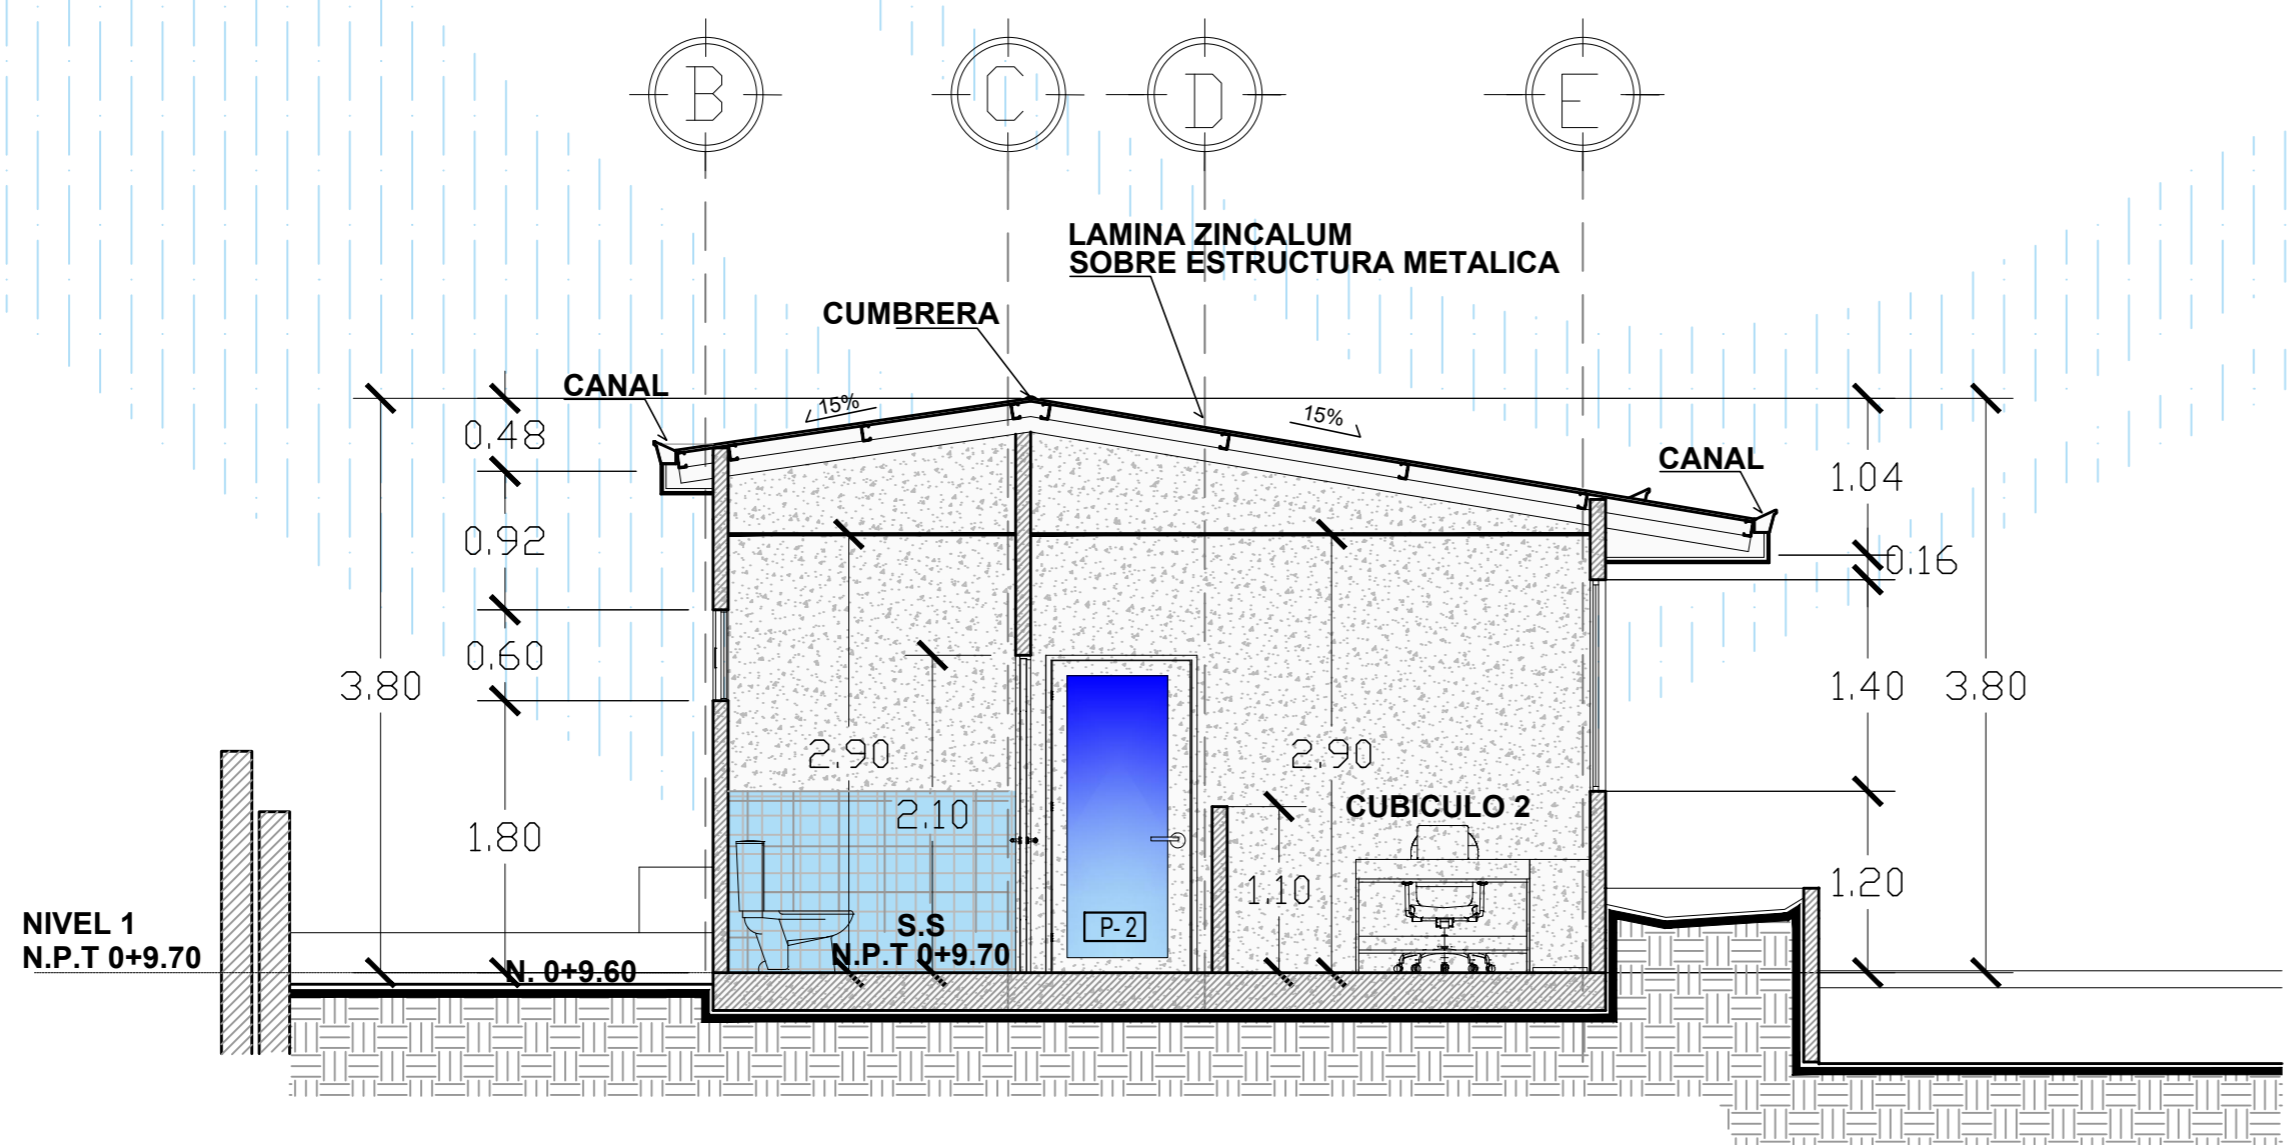 B
C
D
E
LAMINA ZINCALUM
SOBRE ESTRUCTURA METALICA
CUMBRERA
CANAL
15%
15%
CANAL
0.48
1.04
0.92
0.16
0.60
3.80
1.40
3.80
2.90
2.90
2.10
CUBICULO 2
1.80
1.10
1.20
NIVEL 1
N.P.T 0+9.70
S.S
N.P.T 0+9.70
P-2
N. 0+9.60